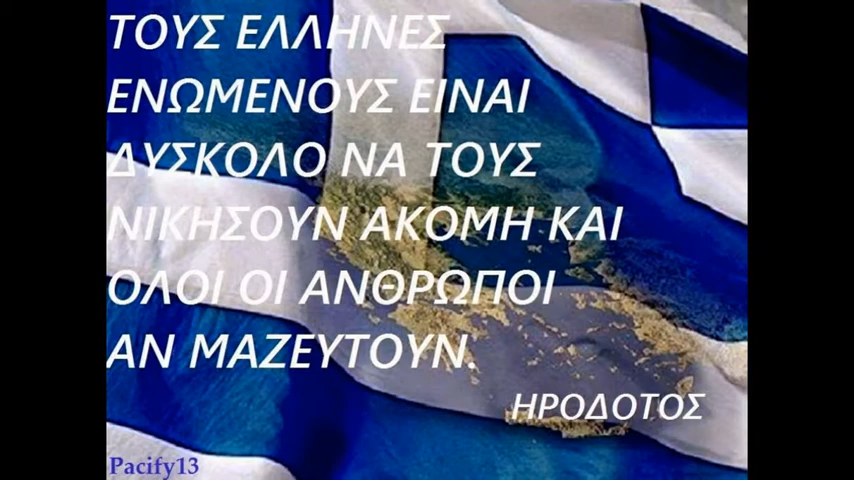 ΤΟΥΣ ΕΛΛΗΝΕΣ
ΕΝΩΜΕΝΟΥΣ ΕΙΝΑΙ
ΔΥΣΚΟΛΟ ΝΑ ΤΟΥΣ
ΝΙΚΗΣΟΥΝ ΑΚΟΜΗ ΚΑΙ
ΟΛΟΙ ΟΙ ΑΝΘΡΩΠΟΙ
ΑΝ ΜΑΖΕΥΤΟΥΝ.
ΗΡΟΔΟΤΟΣ
Pacify13